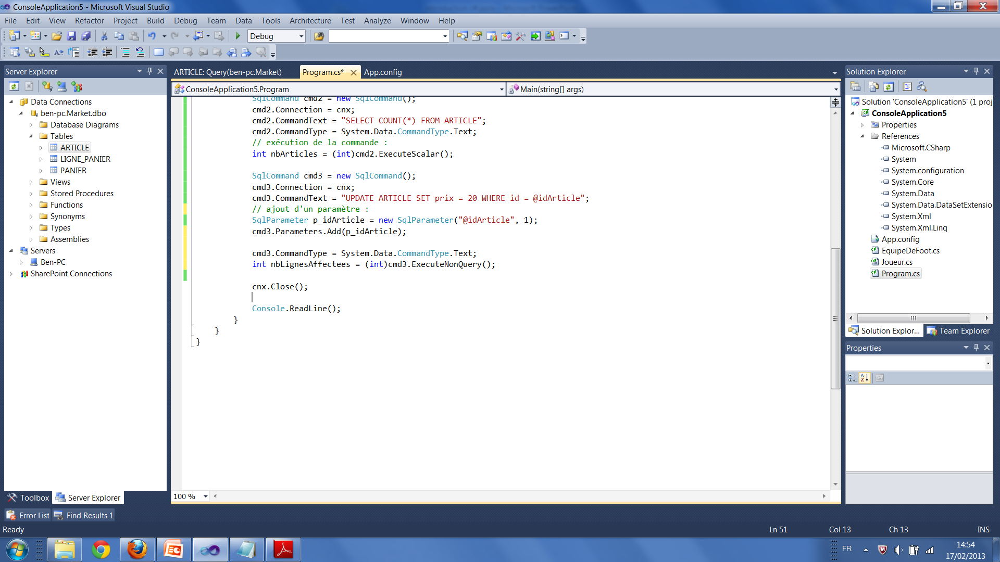 ConsoleApplication5 - Microsoft Visual Studio
File Edit View Refactor Project Build Debug Team Data Tools Architecture Test Analyze Window Help
Debug
Server Explorer
Data Connections
ben-pc.Market.dbo
Database Diagrams
Tables
ARTICLE
LIGNE_PANIER
PANIER
Views
Stored Procedures
Functions
Synonyms
Types
Assemblies
Servers
Ben-PC
SharePoint Connections
Toolbox Server Explorer
ARTICLE: Query(ben-pc.Market) Program.cs* App.config
ConsoleApplication5.Program Main(string[] args)
SqlCommand cmd2 = new SqlCommand();
cmd2.Connection = cnx;
cmd2.CommandText = "SELECT COUNT(*) FROM ARTICLE";
cmd2.CommandType = System.Data.CommandType.Text;
// exécution de la commande :
int nbArticles = (int)cmd2.ExecuteScalar();
SqlCommand cmd3 = new SqlCommand();
cmd3.Connection = cnx;
cmd3.CommandText = "UPDATE ARTICLE SET prix = 20 WHERE id = @idArticle";
// ajout d'un paramètre :
SqlParameter p_idArticle = new SqlParameter("@idArticle", 1);
cmd3.Parameters.Add(p_idArticle);
cmd3.CommandType = System.Data.CommandType.Text;
int nbLignesAffectees = (int)cmd3.ExecuteNonQuery();
cnx.Close();
Console.ReadLine();
}
}
}
100 %
Solution Explorer
Solution 'ConsoleApplication5' (1 proj
ConsoleApplication5
Properties
References
Microsoft.CSharp
System
System.configuration
System.Core
System.Data
System.Data.DataSetExtensio
System.Xml
System.Xml.Linq
App.config
EquipeDeFoot.cs
Joueur.cs
Program.cs
Solution Explor... Team Explorer
Properties
Error List Find Results 1
Ready Ln 51 Col 13 Ch 13 INS
FR
14:54
17/02/2013